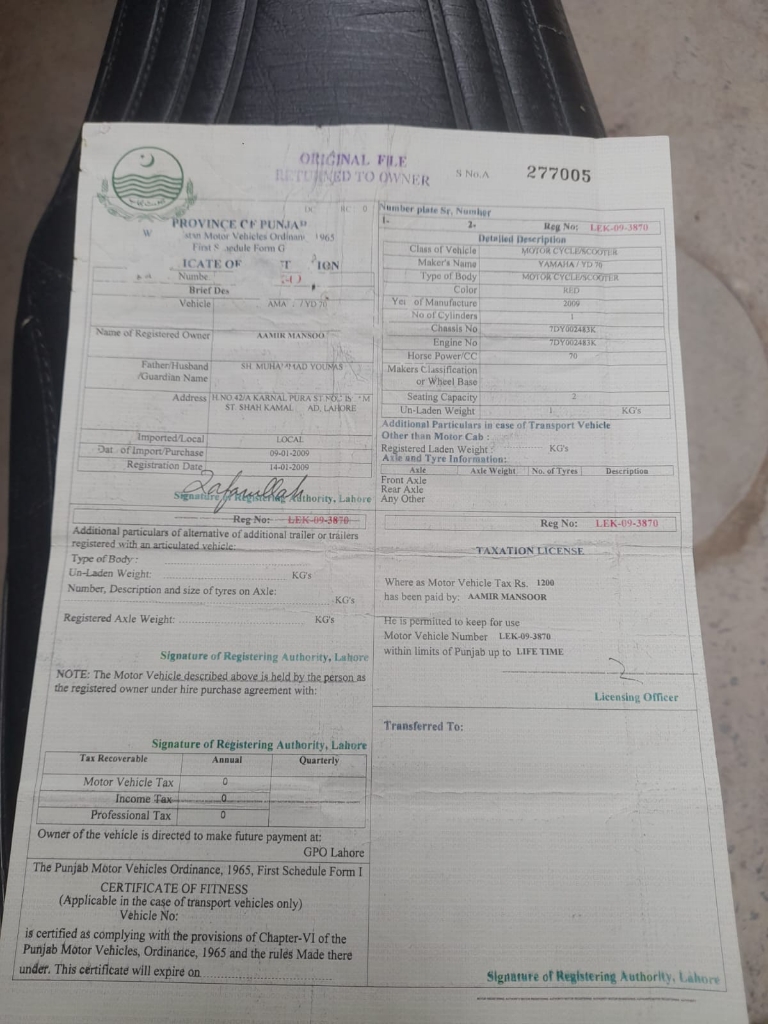 ORIGINAL FILE
RETURNED TO OWNER
S No.A 277005
PROVINCE OF PUNJAB
Motor Vehicles 1965
First Schedule Form G
ICATE OF
Numbe
Brief Des
Vehicle / YD 70
Name of Registered Owner AAMIR MANSOO
Father/Husband
/Guardian Name
SH. MUHA MAD YOUNAS
Address H.NO.42/A KARNAL PURA
ST. SHAH KAMAL AD, LAHORE
Imported/Local LOCAL
Dat of Import/Purchase 09-01-2009
Registration Date 14-01-2009
Signature of Registering Authority, Lahore
Reg No: LEK-09-3870
Additional particulars of alternative of additional trailer or trailers
registered with an articulated vehicle:
Type of Body :
Un-Laden Weight: KG's
Number, Description and size of tyres on Axle:
KG's
Registered Axle Weight: KG's
Signature of Registering Authority, Lahore
NOTE: The Motor Vehicle described above is held by the person as
the registered owner under hire purchase agreement with:
Signature of Registering Authority, Lahore
Tax Recoverable Annual Quarterly
Motor Vehicle Tax 0
Income Tax 0
Professional Tax 0
Owner of the vehicle is directed to make future payment at:
GPO Lahore
The Punjab Motor Vehicles Ordinance, 1965, First Schedule Form I
CERTIFICATE OF FITNESS
(Applicable in the case of transport vehicles only)
Vehicle No:
is certified as complying with the provisions of Chapter-VI of the
Punjab Motor Vehicles, Ordinance, 1965 and the rules Made there
under. This certificate will expire on
Number plate Sr. Number
1- 2- Reg No: LEK-09-3870
Detailed Description
Class of Vehicle MOTOR CYCLE/SCOOTER
Maker's Name YAMAHA / YD 70
Type of Body MOTOR CYCLE/SCOOTER
Color RED
Yea of Manufacture 2009
No of Cylinders 1
Chassis No 7DY002483K
Engine No 7DY002483K
Horse Power/CC 70
Makers Classification
or Wheel Base
Seating Capacity 2
Un-Laden Weight 1 KG's
Additional Particulars in case of Transport Vehicle
Other than Motor Cab :
Registered Laden Weight : KG's
Axle and Tyre Information:
Axle Axle Weight No. of Tyres Description
Front Axle
Rear Axle
Any Other
Reg No: LEK-09-3870
TAXATION LICENSE
Where as Motor Vehicle Tax Rs. 1200
has been paid by: AAMIR MANSOOR
He is permitted to keep for use
Motor Vehicle Number LEK-09-3870
within limits of Punjab up to LIFE TIME
Licensing Officer
Transferred To:
Signature of Registering Authority, Lahore